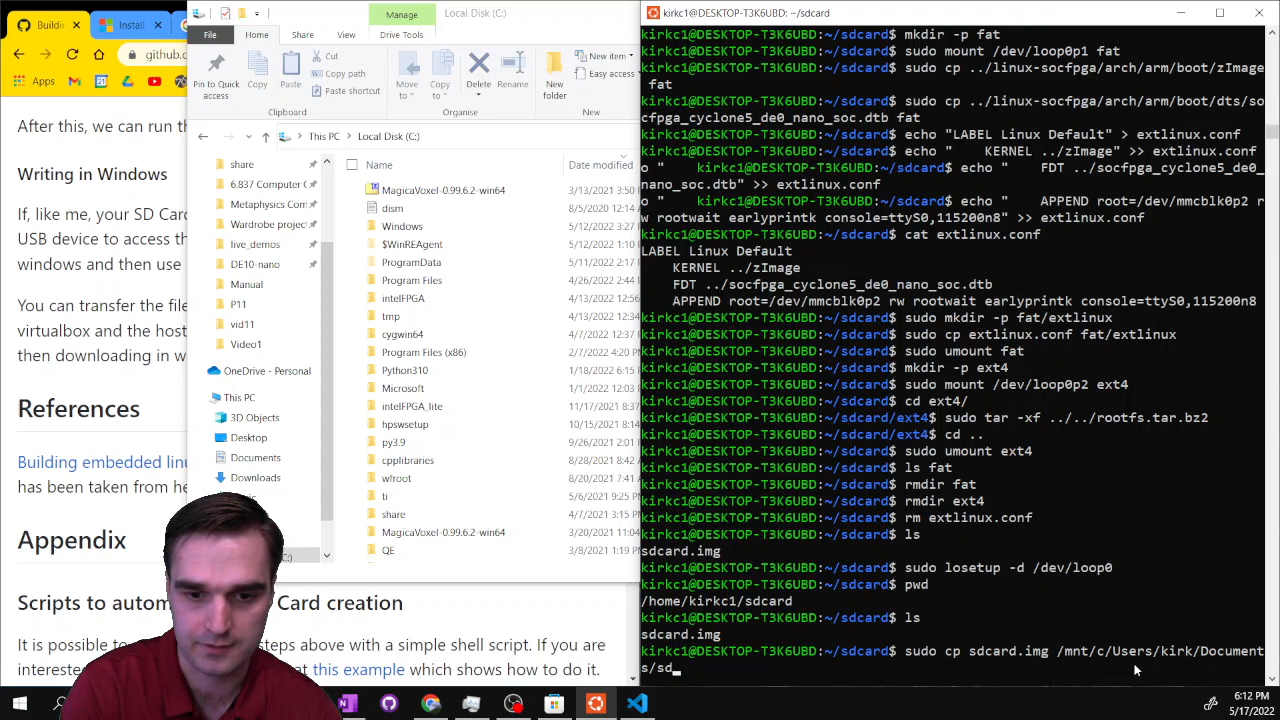 Buildi
Install
github.
Apps
After this, we can run th
Writing in Windows
If, like me, your SD Card
USB device to access th
windows and then use
You can transfer the file
virtualbox and the host
then downloading in w
References
Building embedded linu
has been taken from he
Appendix
Scripts to autom
Card creation
It is possible to
steps above with a simple shell script. If you
interested
at this example which shows how to do it.
Manage
Local Disk (C:)
File
Home
Share
View
Drive Tools
Pin to Quick access
Copy
Paste
Cut
Copy path
Paste shortcut
Clipboard
Move to
Copy to
Delete
Rename
Organise
New folder
New item
Easy access
New
This PC
Local Disk (C:)
share
6.837 Computer G
Metaphysics Com
Wardrobe project
live_demos
DE10-nano
Manual
P11
vid11
Video1
OneDrive - Personal
This PC
3D Objects
Desktop
Documents
Downloads
Name
Date modified
MagicaVoxel-0.99.6.2-win64
3/13/2021 3:50
dism
8/5/2020 12:14
Windows
5/12/2022 3:27
$WinREAgent
5/12/2022 1:10
ProgramData
5/11/2022 2:17
Program Files
4/26/2022 2:44
intelFPGA
4/13/2022 12:56
tmp
4/13/2022 12:34
cygwin64
4/7/2022 12:37
Program Files (x86)
2/7/2022 4:20 P
Python310
1/18/2022 6:15
Microsoft
1/1/2022 12:03
intelFPGA_lite
11/17/2021 8:37
hpswsetup
10/15/2021 8:14
py3.9
9/26/2021 2:01
cpplibraries
8/28/2021 8:42
wfroot
8/20/2021 7:41
ti
5/6/2021 9:25 P
share
4/7/2021 3:15 P
MagicaVoxel-0.99.6.2-win64
3/20/2021 11:04
QE
3/8/2021 1:19 P
kirkc1@DESKTOP-T3K6UBD: ~/sdcard
kirkc1@DESKTOP-T3K6UBD:~/sdcard$ mkdir -p fat
kirkc1@DESKTOP-T3K6UBD:~/sdcard$ sudo mount /dev/loop0p1 fat
kirkc1@DESKTOP-T3K6UBD:~/sdcard$ sudo cp ../linux-socfpga/arch/arm/boot/zImage
fat
kirkc1@DESKTOP-T3K6UBD:~/sdcard$ sudo cp ../linux-socfpga/arch/arm/boot/dts/so
cfpga_cyclone5_de0_nano_soc.dtb fat
kirkc1@DESKTOP-T3K6UBD:~/sdcard$ echo "LABEL Linux Default" > extlinux.conf
kirkc1@DESKTOP-T3K6UBD:~/sdcard$ echo "    KERNEL ../zImage" >> extlinux.conf
o "    kirkc1@DESKTOP-T3K6UBD:~/sdcard$ echo "    FDT ../socfpga_cyclone5_de0_
nano_soc.dtb" >> extlinux.conf
o "    kirkc1@DESKTOP-T3K6UBD:~/sdcard$ echo "    APPEND root=/dev/mmcblk0p2 r
w rootwait earlyprintk console=ttyS0,115200n8" >> extlinux.conf
kirkc1@DESKTOP-T3K6UBD:~/sdcard$ cat extlinux.conf
LABEL Linux Default
    KERNEL ../zImage
    FDT ../socfpga_cyclone5_de0_nano_soc.dtb
    APPEND root=/dev/mmcblk0p2 rw rootwait earlyprintk console=ttyS0,115200n8
kirkc1@DESKTOP-T3K6UBD:~/sdcard$ sudo mkdir -p fat/extlinux
kirkc1@DESKTOP-T3K6UBD:~/sdcard$ sudo cp extlinux.conf fat/extlinux
kirkc1@DESKTOP-T3K6UBD:~/sdcard$ sudo umount fat
kirkc1@DESKTOP-T3K6UBD:~/sdcard$ mkdir -p ext4
kirkc1@DESKTOP-T3K6UBD:~/sdcard$ sudo mount /dev/loop0p2 ext4
kirkc1@DESKTOP-T3K6UBD:~/sdcard$ cd ext4/
kirkc1@DESKTOP-T3K6UBD:~/sdcard/ext4$ sudo tar -xf ../../rootfs.tar.bz2
kirkc1@DESKTOP-T3K6UBD:~/sdcard/ext4$ cd ..
kirkc1@DESKTOP-T3K6UBD:~/sdcard$ sudo umount ext4
kirkc1@DESKTOP-T3K6UBD:~/sdcard$ ls fat
kirkc1@DESKTOP-T3K6UBD:~/sdcard$ rmdir fat
kirkc1@DESKTOP-T3K6UBD:~/sdcard$ rmdir ext4
kirkc1@DESKTOP-T3K6UBD:~/sdcard$ rm extlinux.conf
kirkc1@DESKTOP-T3K6UBD:~/sdcard$ ls
sdcard.img
kirkc1@DESKTOP-T3K6UBD:~/sdcard$ sudo losetup -d /dev/loop0
kirkc1@DESKTOP-T3K6UBD:~/sdcard$ pwd
/home/kirkc1/sdcard
kirkc1@DESKTOP-T3K6UBD:~/sdcard$ ls
sdcard.img
kirkc1@DESKTOP-T3K6UBD:~/sdcard$ sudo cp sdcard.img /mnt/c/Users/kirk/Document
s/sd
6:12 PM
5/17/2022